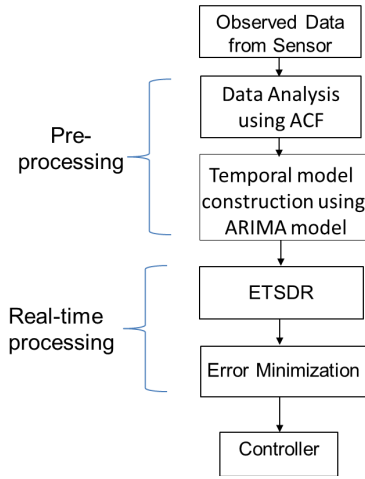 Observed Data
from Sensor
Pre-
processing
Data Analysis
using ACF
Temporal model
construction using
ARIMA model
Real-time
processing
ETSDR
Error Minimization
Controller